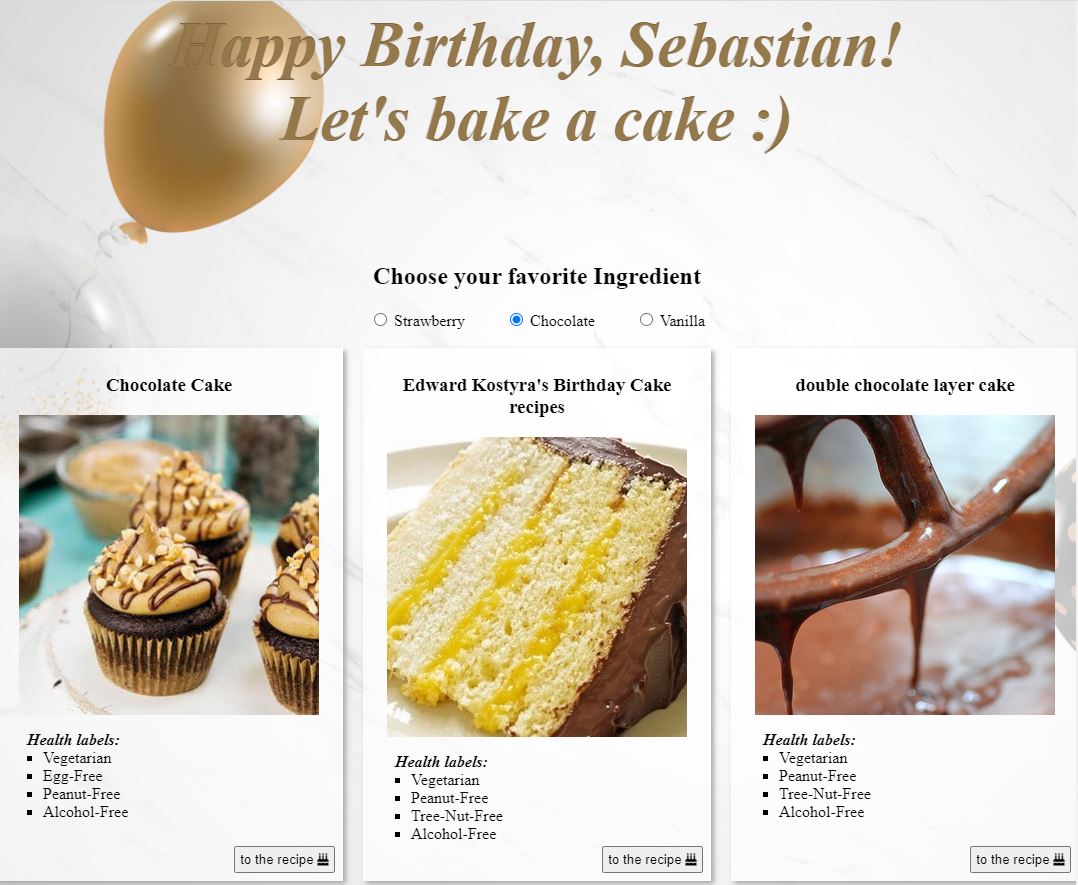 Happy Birthday, Sebastian!
Let's bake a cake :)
Choose your favorite Ingredient
Strawberry Chocolate Vanilla
Chocolate Cake
Health labels:
Vegetarian
Egg-Free
Peanut-Free
Alcohol-Free
to the recipe
Edward Kostyra's Birthday Cake
recipes
Health labels:
Vegetarian
Peanut-Free
Tree-Nut-Free
Alcohol-Free
to the recipe
double chocolate layer cake
Health labels:
Vegetarian
Peanut-Free
Tree-Nut-Free
Alcohol-Free
to the recipe